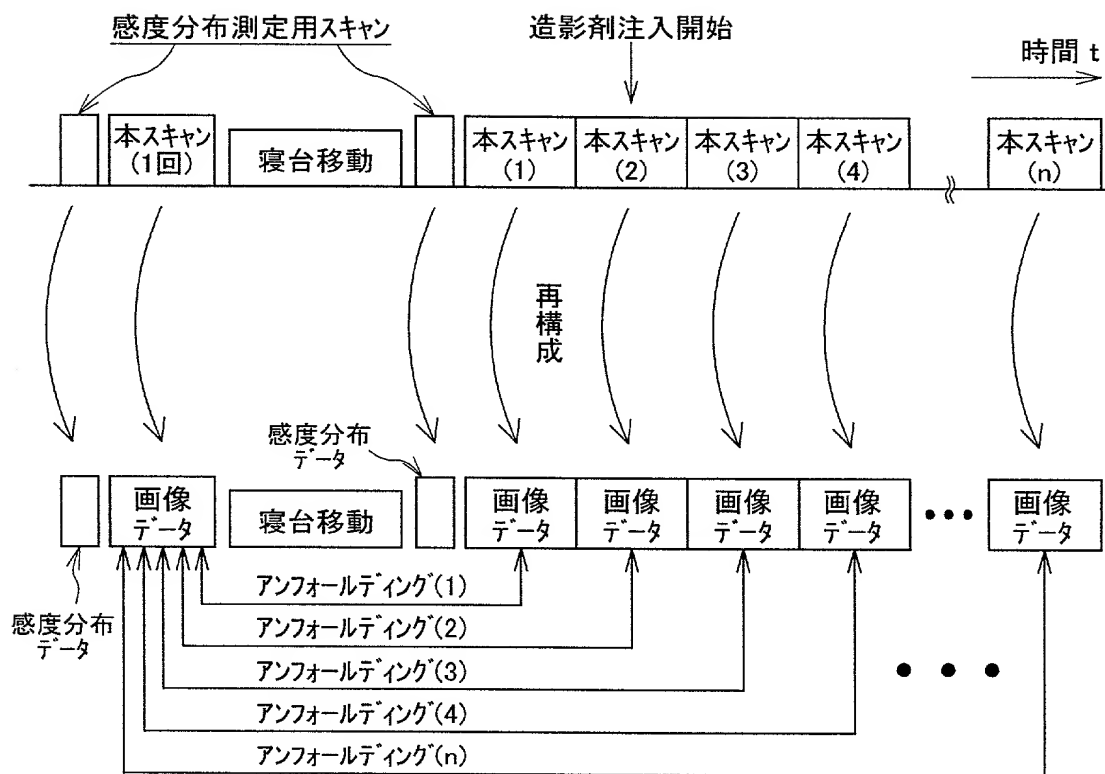 感度分布測定用スキャン
造影剤注入開始
時間 t
本スキャン
(1回)
寝台移動
本スキャン
(1)
本スキャン
(2)
本スキャン
(3)
本スキャン
(4)
本スキャン
(n)
再構成
感度分布
データ
画像
データ
寝台移動
画像
データ
画像
データ
画像
データ
画像
データ
画像
データ
感度分布
データ
アンフォールディング(1)
アンフォールディング(2)
アンフォールディング(3)
アンフォールディング(4)
アンフォールディング(n)